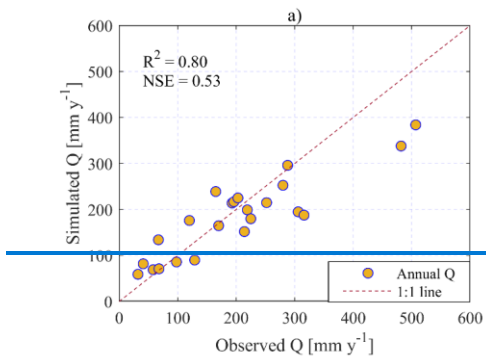 a)
R² = 0.80
NSE = 0.53
600
500
400
300
200
100
0
Simulated Q [mm y⁻¹]
0 100 200 300 400 500 600
Observed Q [mm y⁻¹]
Annual Q
1:1 line